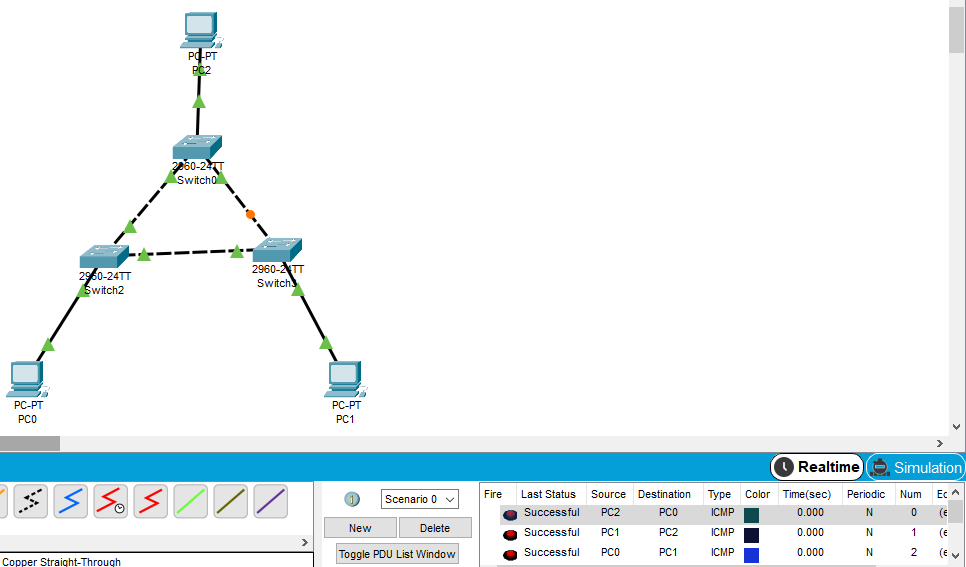 PC-PT
PC2
2960-24TT
Switch0
2960-24TT
Switch2
2960-24TT
PC-PT
PC0
PC-PT
PC1
Realtime
Simulation
Scenario 0
New
Delete
Toggle PDU List Window
Copper Straight-Through
Fire Last Status Source Destination Type Color Time(sec) Periodic Num
Successful PC2 PC0 ICMP 0.000 N 0 (e
Successful PC1 PC2 ICMP 0.000 N 1 (e
Successful PC0 PC1 ICMP 0.000 N 2 (e